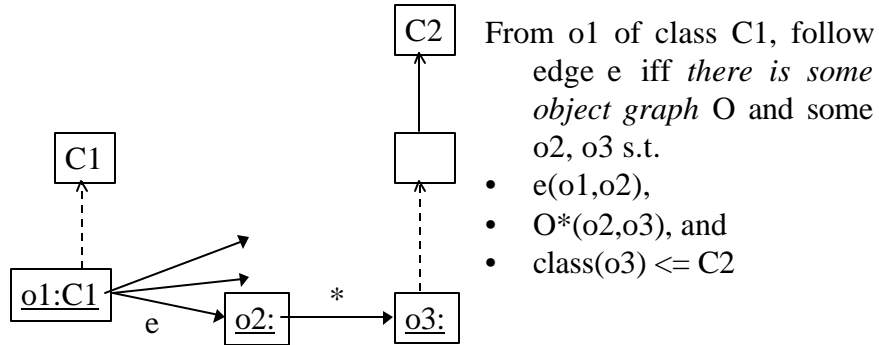 C2
C1
o1:C1
e
o2:
*
o3:
From o1 of class C1, follow
edge e iff there is some
object graph O and some
o2, o3 s.t.
• e(o1,o2),
• O*(o2,o3), and
• class(o3) <= C2